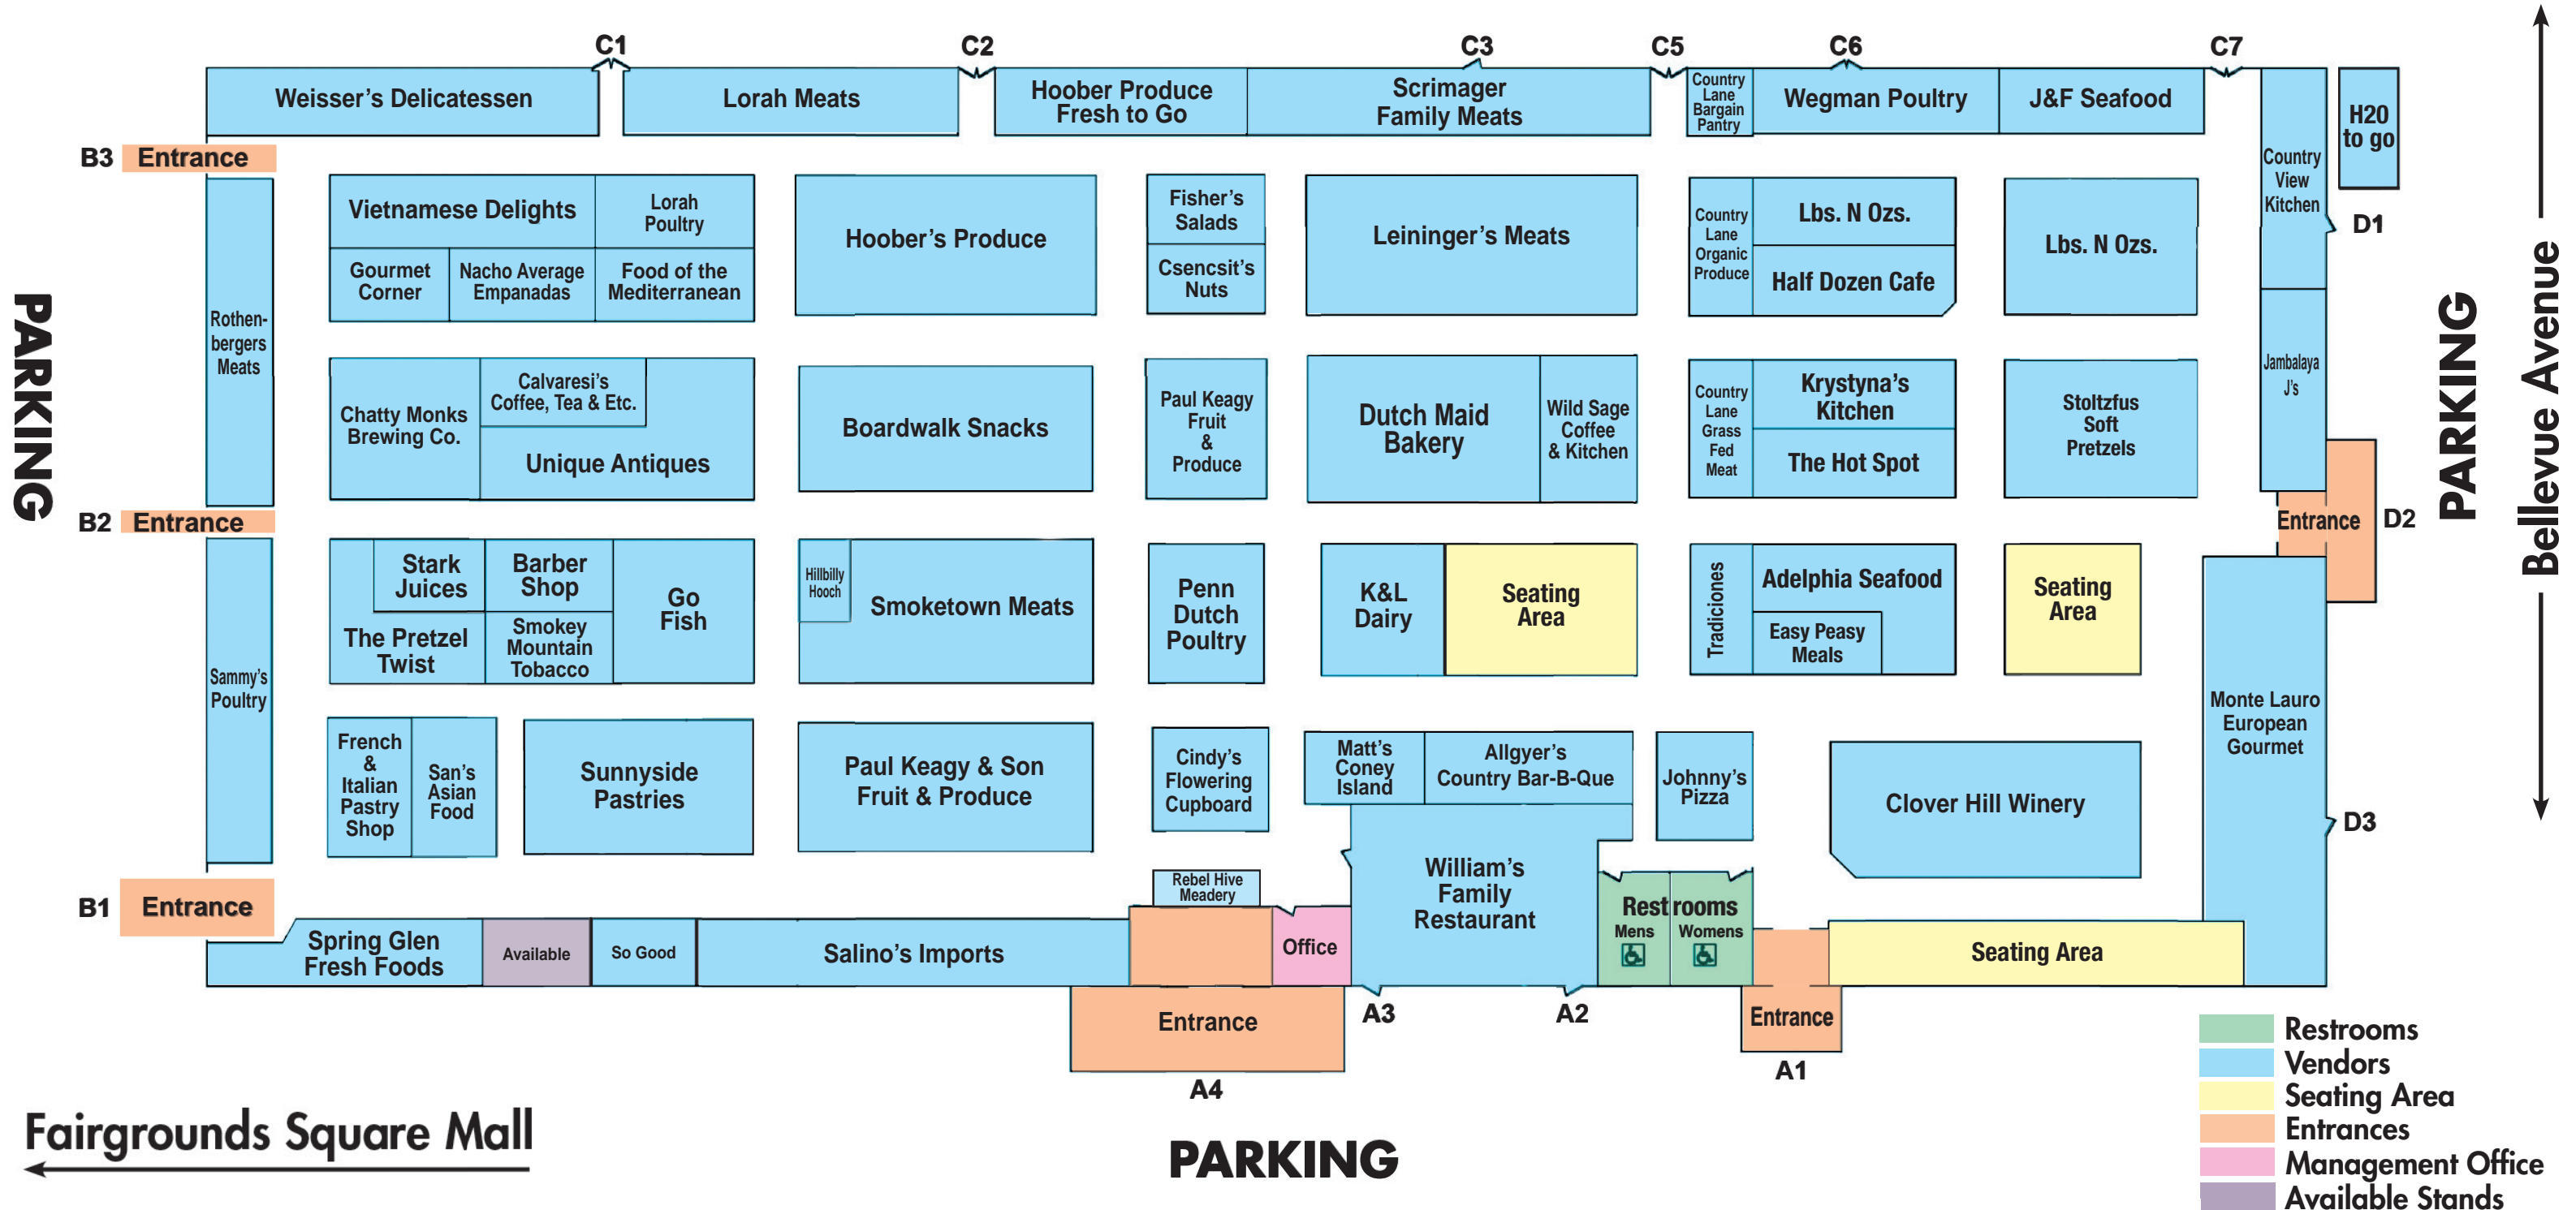 C1
C2
C3
C5
C6
C7
Weisser's Delicatessen
Lorah Meats
Hoober Produce
Fresh to Go
Scrimager
Family Meats
Country
Lane
Bargain
Pantry
Wegman Poultry
J&F Seafood
H20
to go
B3
Entrance
Country
View
Kitchen
D1
Vietnamese Delights
Lorah
Poultry
Gourmet
Corner
Nacho Average
Empanadas
Food of the
Mediterranean
Hoober's Produce
Fisher's
Salads
Csencsit's
Nuts
Leininger's Meats
Country
Lane
Organic
Produce
Lbs. N Ozs.
Half Dozen Cafe
Lbs. N Ozs.
PARKING
Rothen-
bergers
Meats
Chatty Monks
Brewing Co.
Calvaresi's
Coffee, Tea & Etc.
Unique Antiques
Boardwalk Snacks
Paul Keagy
Fruit
&
Produce
Dutch Maid
Bakery
Wild Sage
Coffee
& Kitchen
Country
Lane
Grass
Fed
Meat
Krystyna's
Kitchen
The Hot Spot
Stoltzfus
Soft
Pretzels
Jambalaya
J's
PARKING
Bellevue Avenue
B2
Entrance
Entrance
D2
Stark
Juices
Barber
Shop
Go
Fish
The Pretzel
Twist
Smokey
Mountain
Tobacco
Hillbilly
Hooch
Smoketown Meats
Penn
Dutch
Poultry
K&L
Dairy
Seating
Area
Tradiciones
Adelphia Seafood
Easy Peasy
Meals
Seating
Area
Sammy's
Poultry
Monte Lauro
European
Gourmet
French
&
Italian
Pastry
Shop
San's
Asian
Food
Sunnyside
Pastries
Paul Keagy & Son
Fruit & Produce
Cindy's
Flowering
Cupboard
Matt's
Coney
Island
Allgyer's
Country Bar-B-Que
Johnny's
Pizza
Clover Hill Winery
D3
William's
Family
Restaurant
Rebel Hive
Meadery
B1
Entrance
Restrooms
Mens
Womens
Spring Glen
Fresh Foods
Available
So Good
Salino's Imports
Office
Seating Area
Entrance
A4
A3
A2
Entrance
A1
Fairgrounds Square Mall
PARKING
Restrooms
Vendors
Seating Area
Entrances
Management Office
Available Stands